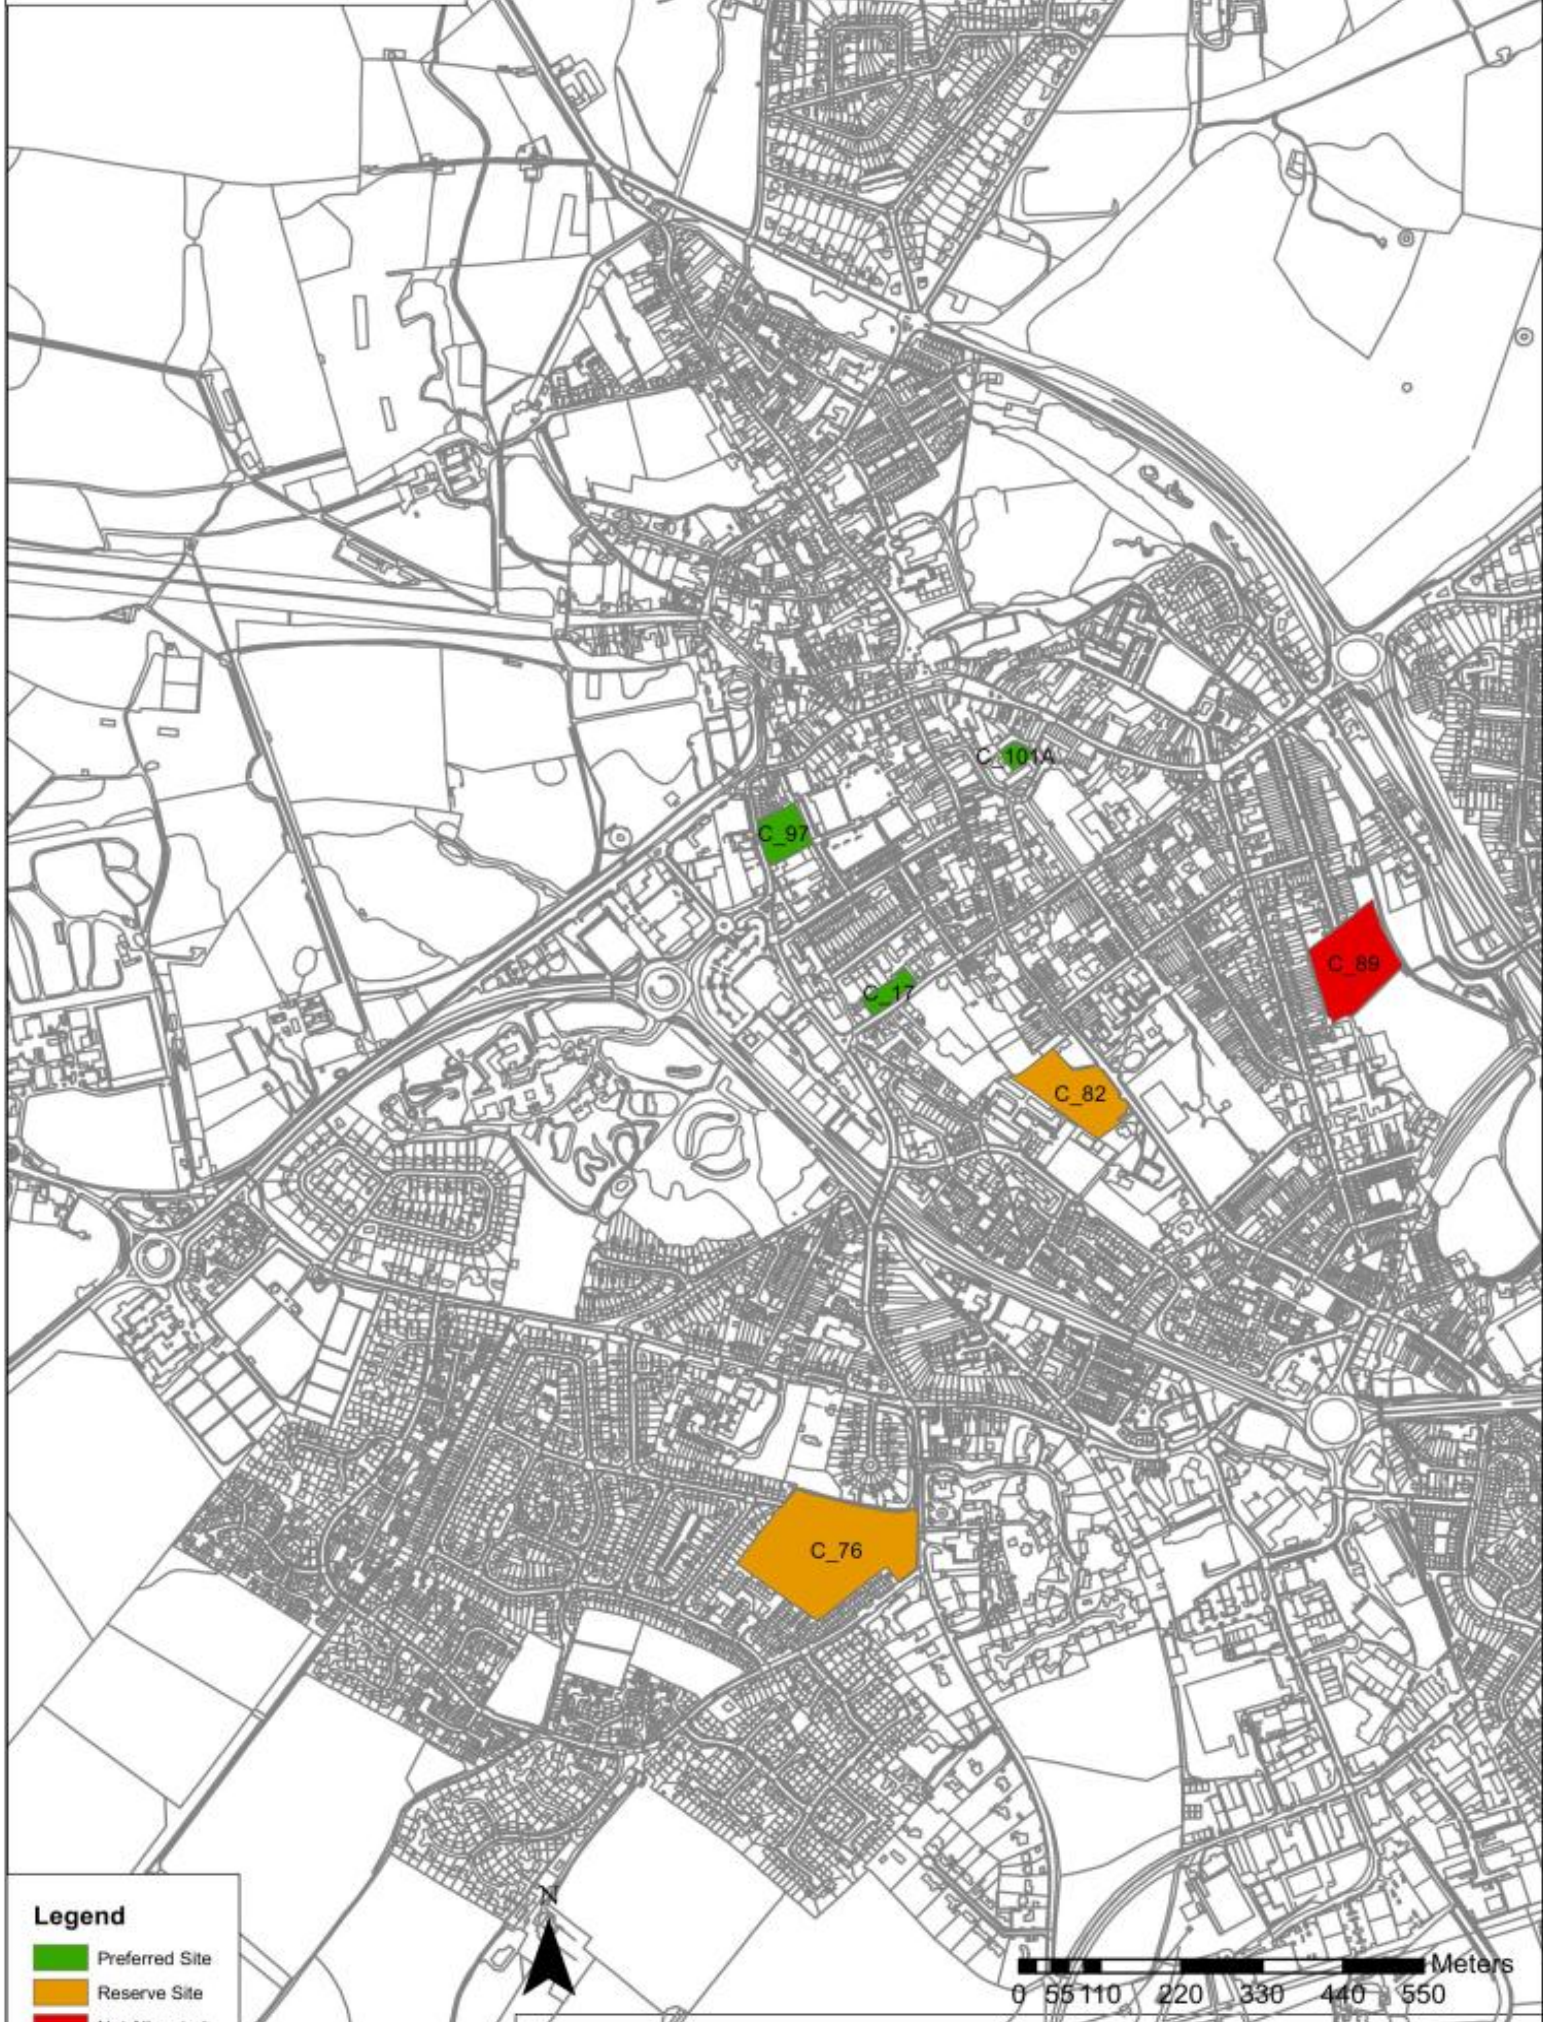 C_101A
C_97
C_89
C_17
C_82
C_76
Legend
Preferred Site
Reserve Site
N
Meters
0 55 110 220 330 440 550